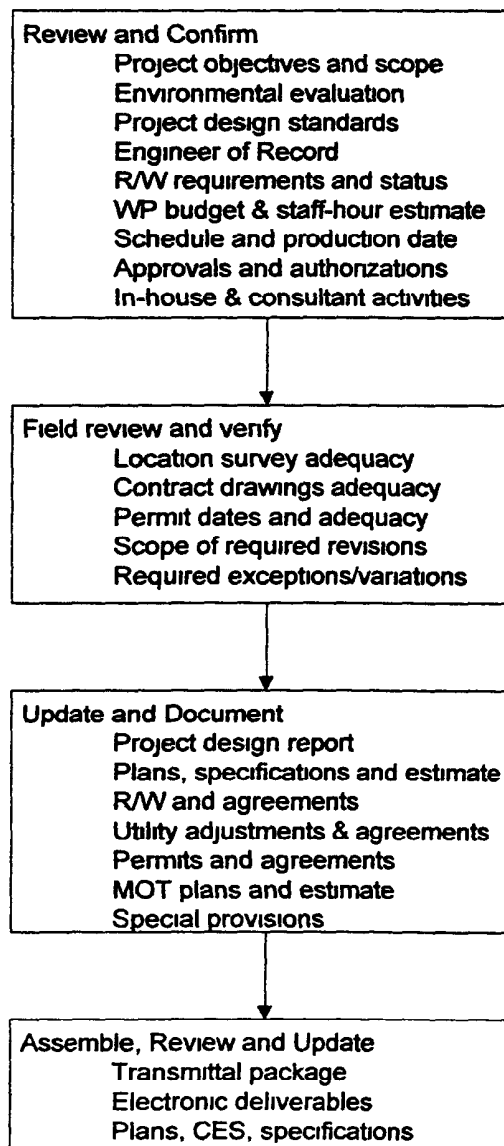 Review and Confirm
Project objectives and scope
Environmental evaluation
Project design standards
Engineer of Record
R/W requirements and status
WP budget & staff-hour estimate
Schedule and production date
Approvals and authorizations
In-house & consultant activities
Field review and verify
Location survey adequacy
Contract drawings adequacy
Permit dates and adequacy
Scope of required revisions
Required exceptions/variations
Update and Document
Project design report
Plans, specifications and estimate
R/W and agreements
Utility adjustments & agreements
Permits and agreements
MOT plans and estimate
Special provisions
Assemble, Review and Update
Transmittal package
Electronic deliverables
Plans, CES, specifications